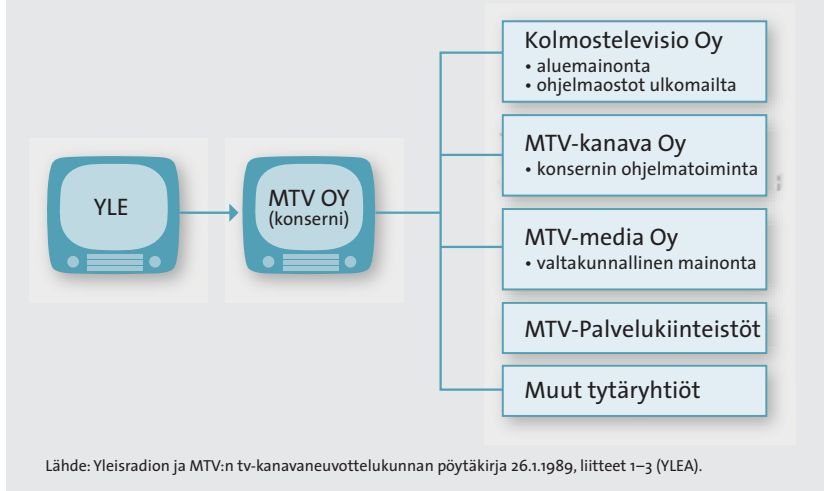 YLE
MTV OY
(konserni)
Kolmostelevisio Oy
• aluemainonta
• ohjelmaostot ulkomailta
MTV-kanava Oy
• konsernin ohjelmatoiminta
MTV-media Oy
• valtakunnallinen mainonta
MTV-Palvelukiinteistöt
Muut tytäryhtiöt
Lähde: Yleisradion ja MTV:n tv-kanavaneuvottelukunnan pöytäkirja 26.1.1989, liitteet 1–3 (YLEA).